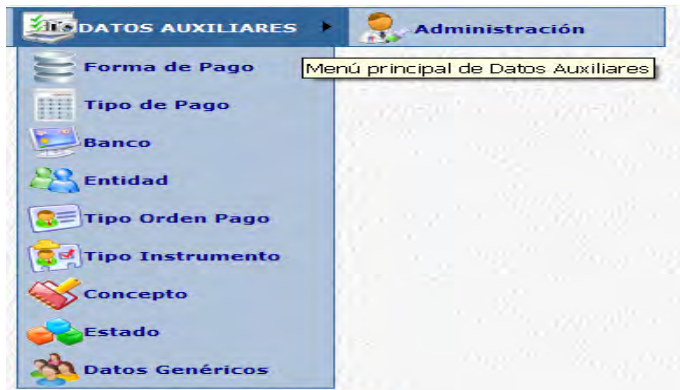 DATOS AUXILIARES
Administración
Forma de Pago
Menú principal de Datos Auxiliares
Tipo de Pago
Banco
Entidad
Tipo Orden Pago
Tipo Instrumento
Concepto
Estado
Datos Genéricos